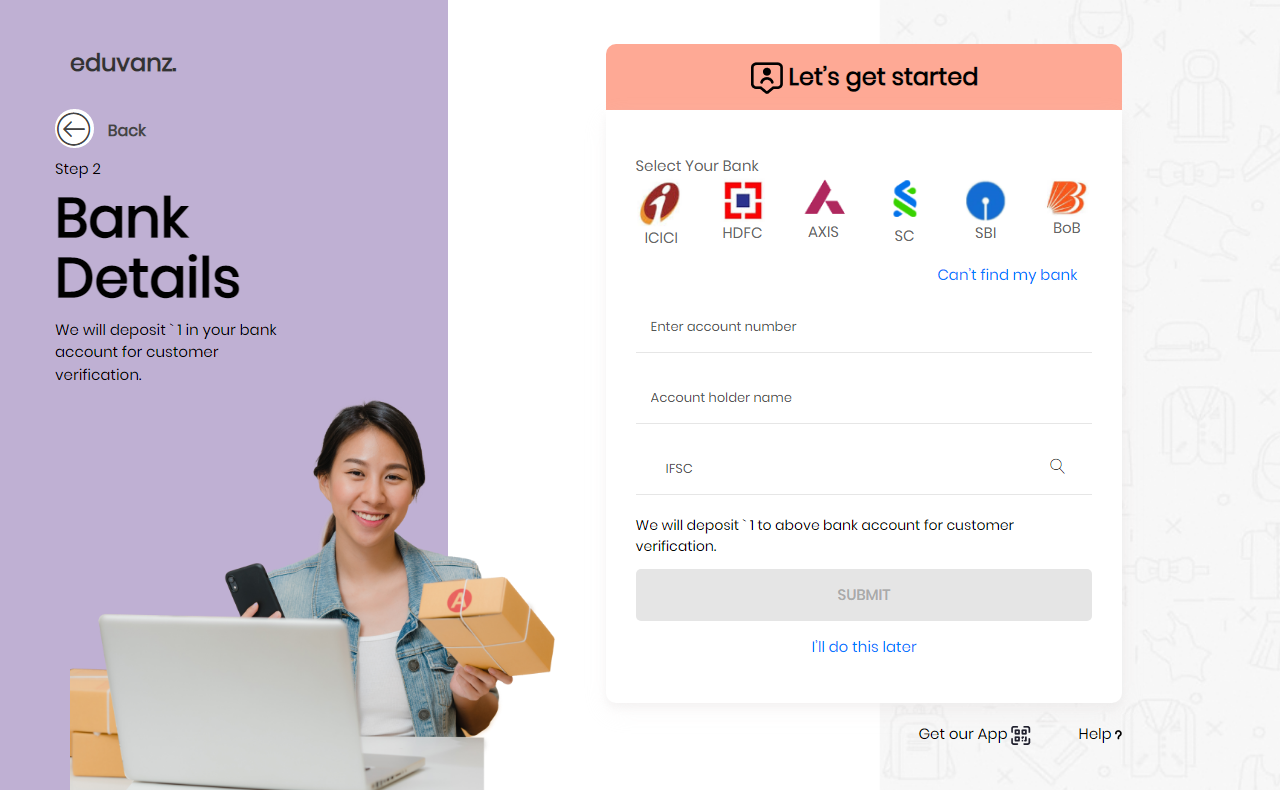 eduvanz.
Back
Step 2
Bank
Details
We will deposit ` 1 in your bank
account for customer
verification.
A
Let's get started
Select Your Bank
ICICI
HDFC
AXIS
SC
SBI
BoB
Can't find my bank
Enter account number
Account holder name
IFSC
We will deposit ` 1 to above bank account for customer
verification.
SUBMIT
I'll do this later
Get our App
Help ?